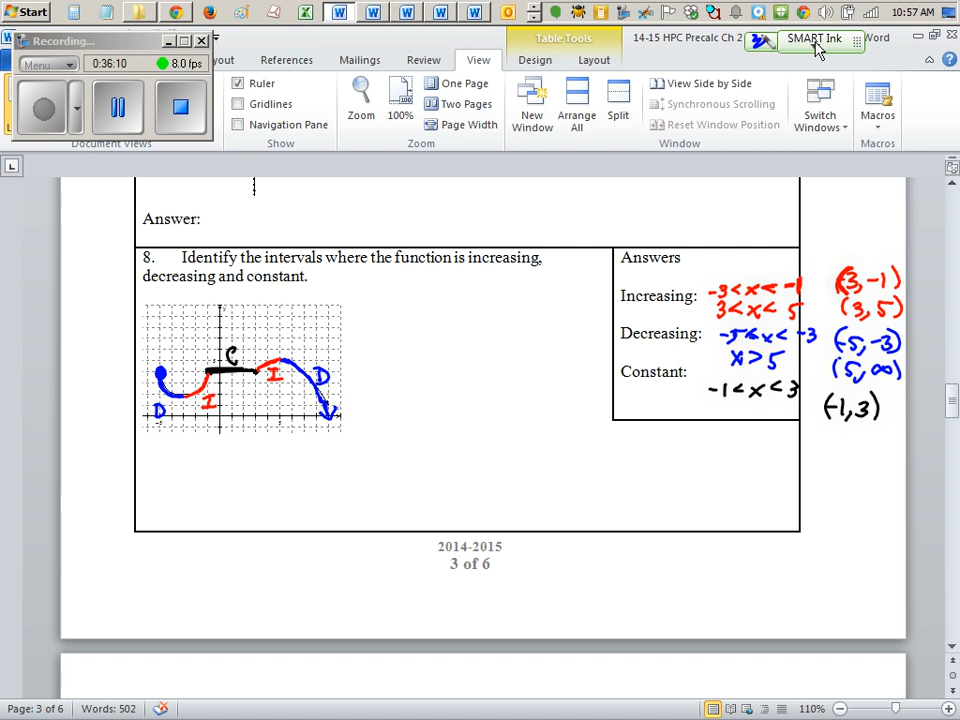 Start
10:57 AM
Recording...
Table Tools
14-15 HPC Precalc Ch 2
SMART Ink
Word
Menu
0:36:10
8.0 fps
References
Mailings
Review
View
Design
Layout
Ruler
Gridlines
Navigation Pane
Zoom
100%
One Page
Two Pages
Page Width
New Window
Arrange All
Split
View Side by Side
Synchronous Scrolling
Reset Window Position
Switch Windows
Macros
Document Views
Show
Zoom
Window
Macros
Answer:
8. Identify the intervals where the function is increasing,
decreasing and constant.
Answers
Increasing:
-3 < x < -1
(3, -1)
3 < x < 5
(3, 5)
Decreasing:
-5 < x < -3
(-5, -3)
x > 5
(5, ∞)
Constant:
-1 < x < 3
(-1, 3)
C
I
D
I
D
2014-2015
3 of 6
Page: 3 of 6
Words: 502
110%